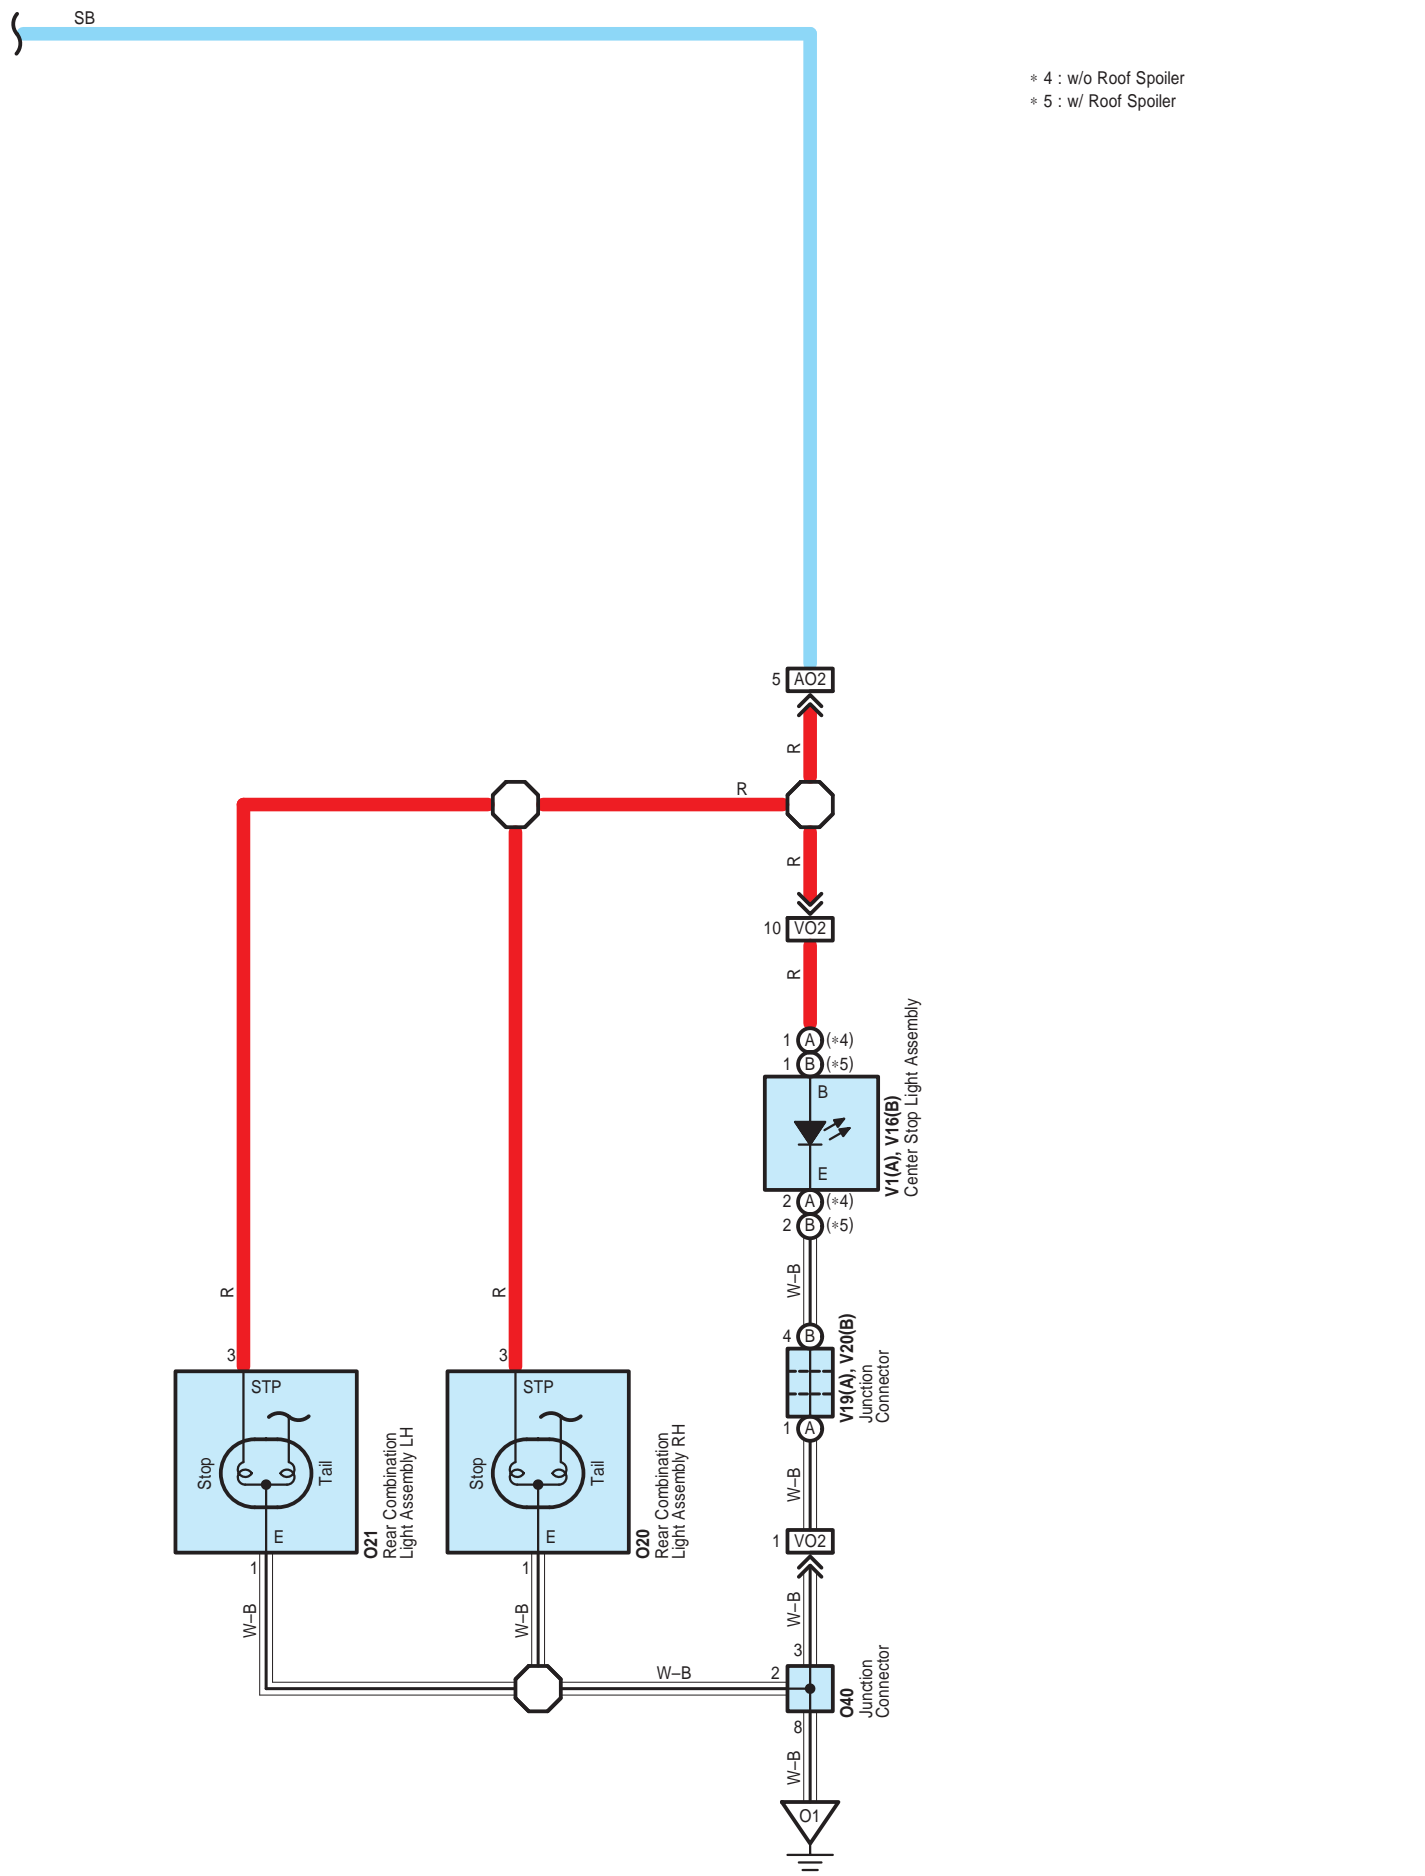 SB
∗ 4 : w/o Roof Spoiler
∗ 5 : w/ Roof Spoiler
5 AO2
R
R
R
10 VO2
R
1 A (∗4)
1 B (∗5)
B
E
V1(A), V16(B)
Center Stop Light Assembly
2 A (∗4)
2 B (∗5)
W–B
R
R
4 B
V19(A), V20(B)
Junction
Connector
1 A
W–B
3
STP
Stop
Tail
E
O21
Rear Combination
Light Assembly LH
3
STP
Stop
Tail
E
O20
Rear Combination
Light Assembly RH
1 VO2
1
W–B
1
W–B
W–B
3
W–B
2
O40
Junction
Connector
8
W–B
O1